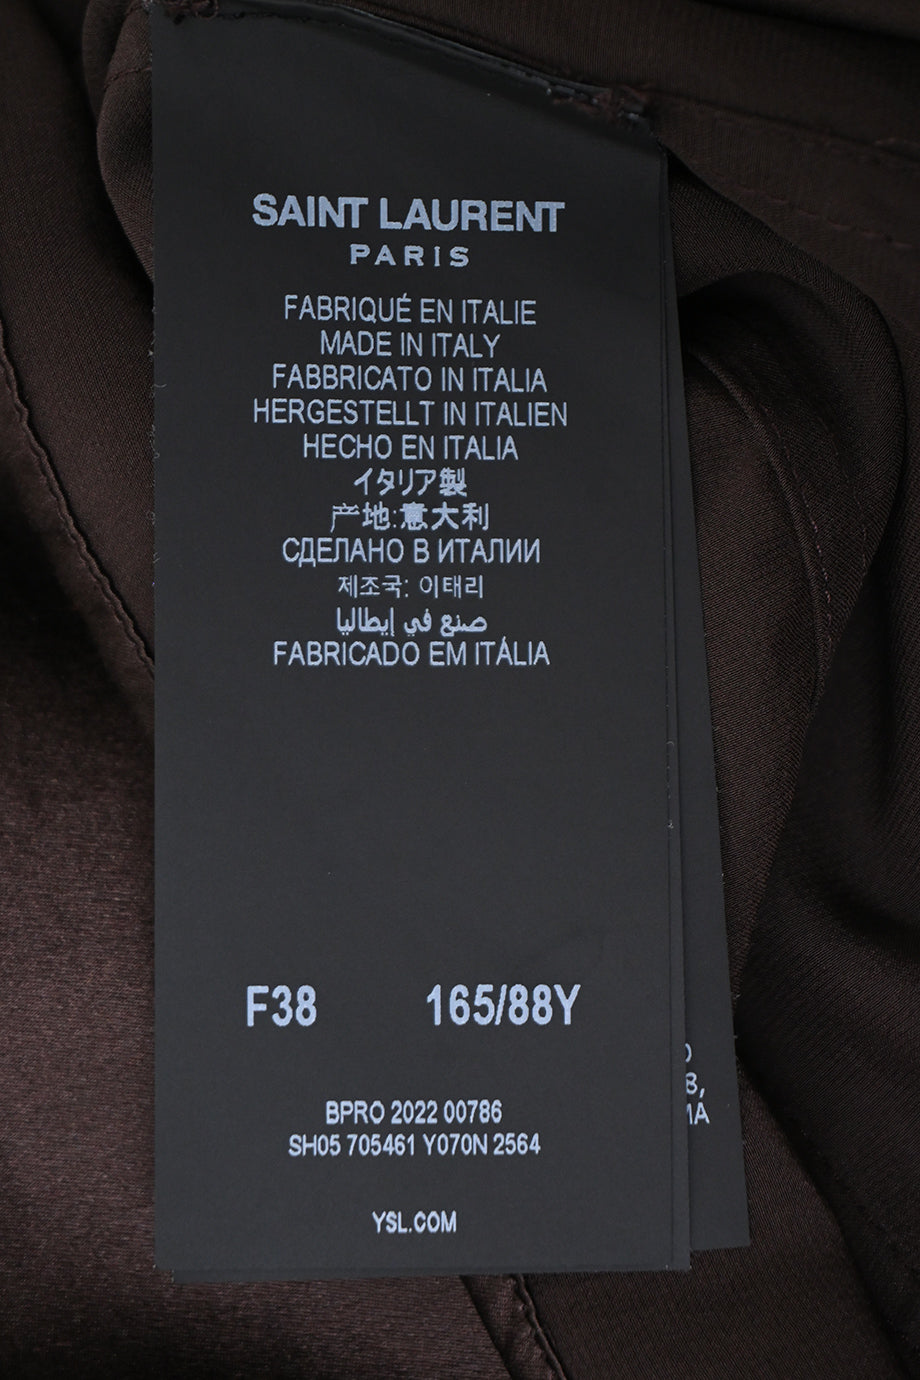 SAINT LAURENT
PARIS
FABRIQUÉ EN ITALIE
MADE IN ITALY
FABBRICATO IN ITALIA
HERGESTELLT IN ITALIEN
HECHO EN ITALIA
イタリア製
产地:意大利
СДЕЛАНО В ИТАЛИИ
제조국: 이태리
صنع في إيطاليا
FABRICADO EM ITÁLIA
F38 165/88Y
BPRO 2022 00786
SH05 705461 Y070N 2564
YSL.COM